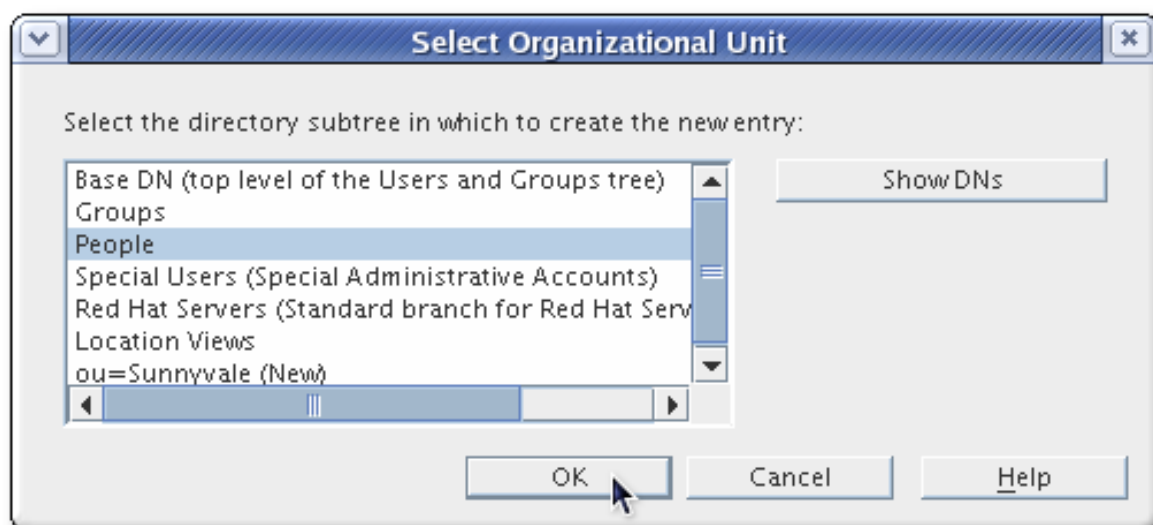 Select Organizational Unit
Select the directory subtree in which to create the new entry:
Base DN (top level of the Users and Groups tree)
Show DNs
Groups
People
Special Users (Special Administrative Accounts)
Red Hat Servers (Standard branch for Red Hat Serv
Location Views
ou=Sunnyvale (New)
OK
Cancel
Help